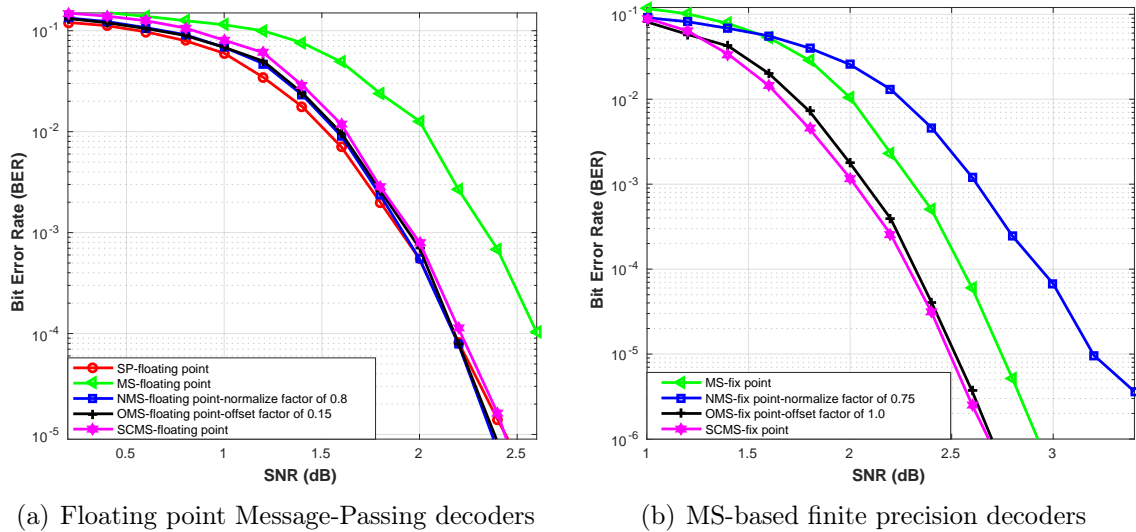 10^-1
10^-2
10^-3
10^-4
10^-5
Bit Error Rate (BER)
SP-floating point
MS-floating point
NMS-floating point-normalize factor of 0.8
OMS-floating point-offset factor of 0.15
SCMS-floating point
0.5 1 1.5 2 2.5
SNR (dB)
(a) Floating point Message-Passing decoders
10^-1
10^-2
10^-3
10^-4
10^-5
10^-6
Bit Error Rate (BER)
MS-fix point
NMS-fix point-normalize factor of 0.75
OMS-fix point-offset factor of 1.0
SCMS-fix point
1 1.5 2 2.5 3
SNR (dB)
(b) MS-based finite precision decoders